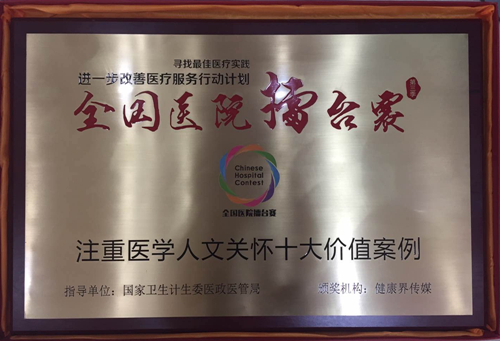 寻找最佳医疗实践
进一步改善医疗服务行动计划
全国医院擂台赛
Chinese
Hospital
Contest
全国医院擂台赛
注重医学人文关怀十大价值案例
指导单位：国家卫生计生委医政医管局
颁奖机构：健康界传媒